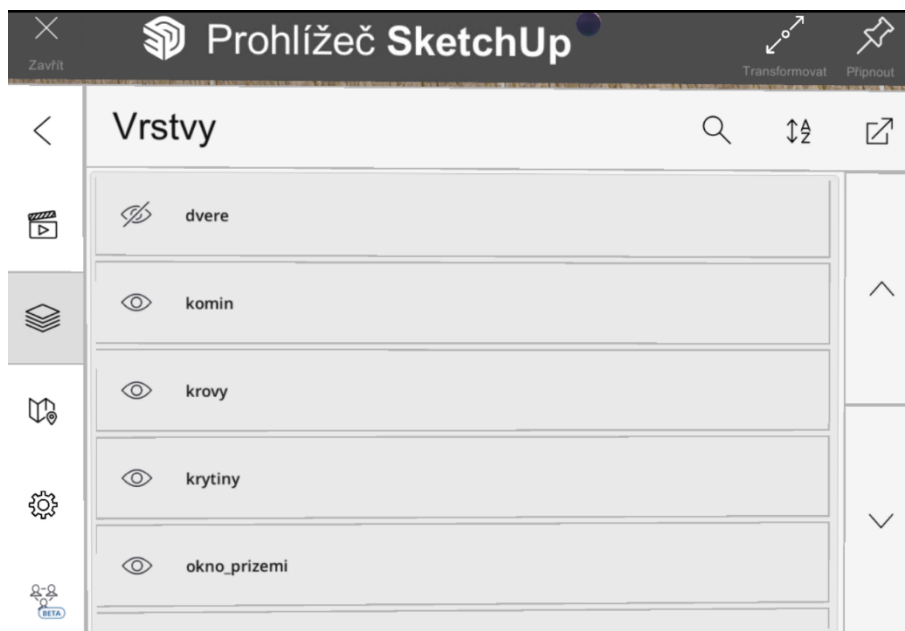 Prohlížeč SketchUp
Zavřít
Transformovat
Připnout
Vrstvy
A
Z
dvere
komin
krovy
krytiny
okno_prizemi
BETA